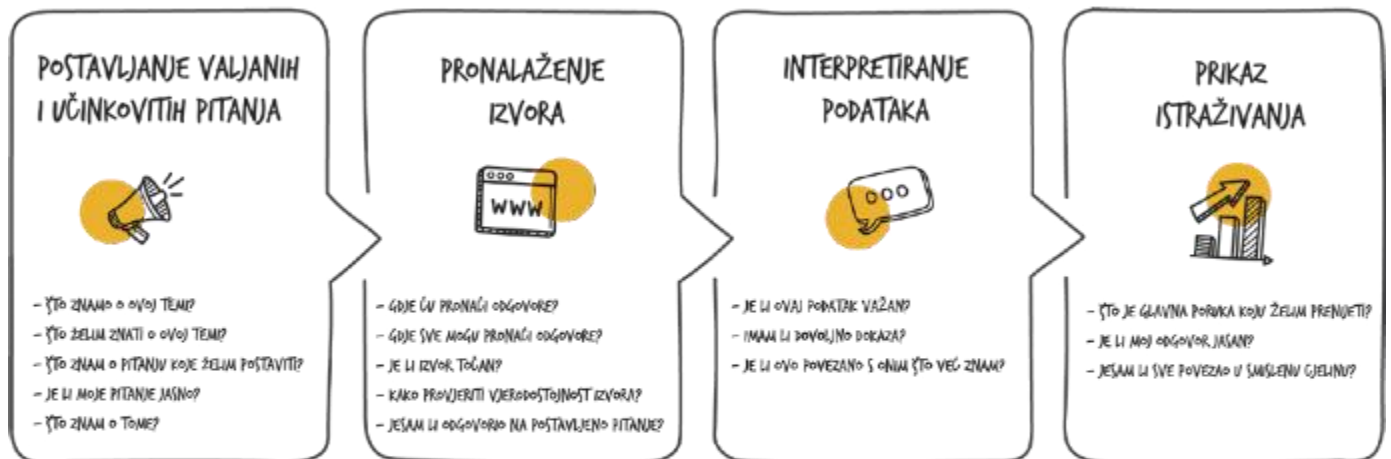 POSTAVLJANJE VALJANIH
I UČINKOVITIH PITANJA
- ŠTO ZNAMO O OVOJ TEMI?
- ŠTO ŽELIM ZNATI O OVOJ TEMI?
- ŠTO ZNAM O PITANJU KOJE ŽELIM POSTAVITI?
- JE LI MOJE PITANJE JASNO?
- ŠTO ZNAM O TOME?
PRONALAŽENJE
IZVORA
WWW
- GDJE ĆU PRONAĆI ODGOVORE?
- GDJE SVE MOGU PRONAĆI ODGOVORE?
- JE LI IZVOR TOČAN?
- KAKO PROVJERITI VJERODOSTOJNOST IZVORA?
- JESAM LI ODGOVORIO NA POSTAVLJENO PITANJE?
INTERPRETIRANJE
PODATAKA
- JE LI OVAJ PODATAK VAŽAN?
- IMAM LI DOVOLJNO DOKAZA?
- JE LI OVO POVEZANO S ONIM ŠTO VEĆ ZNAM?
PRIKAZ
ISTRAŽIVANJA
- ŠTO JE GLAVNA PORUKA KOJU ŽELIM PRENIJETI?
- JE LI MOJ ODGOVOR JASAN?
- JESAM LI SVE POVEZAO U SMISLENU CJELINU?